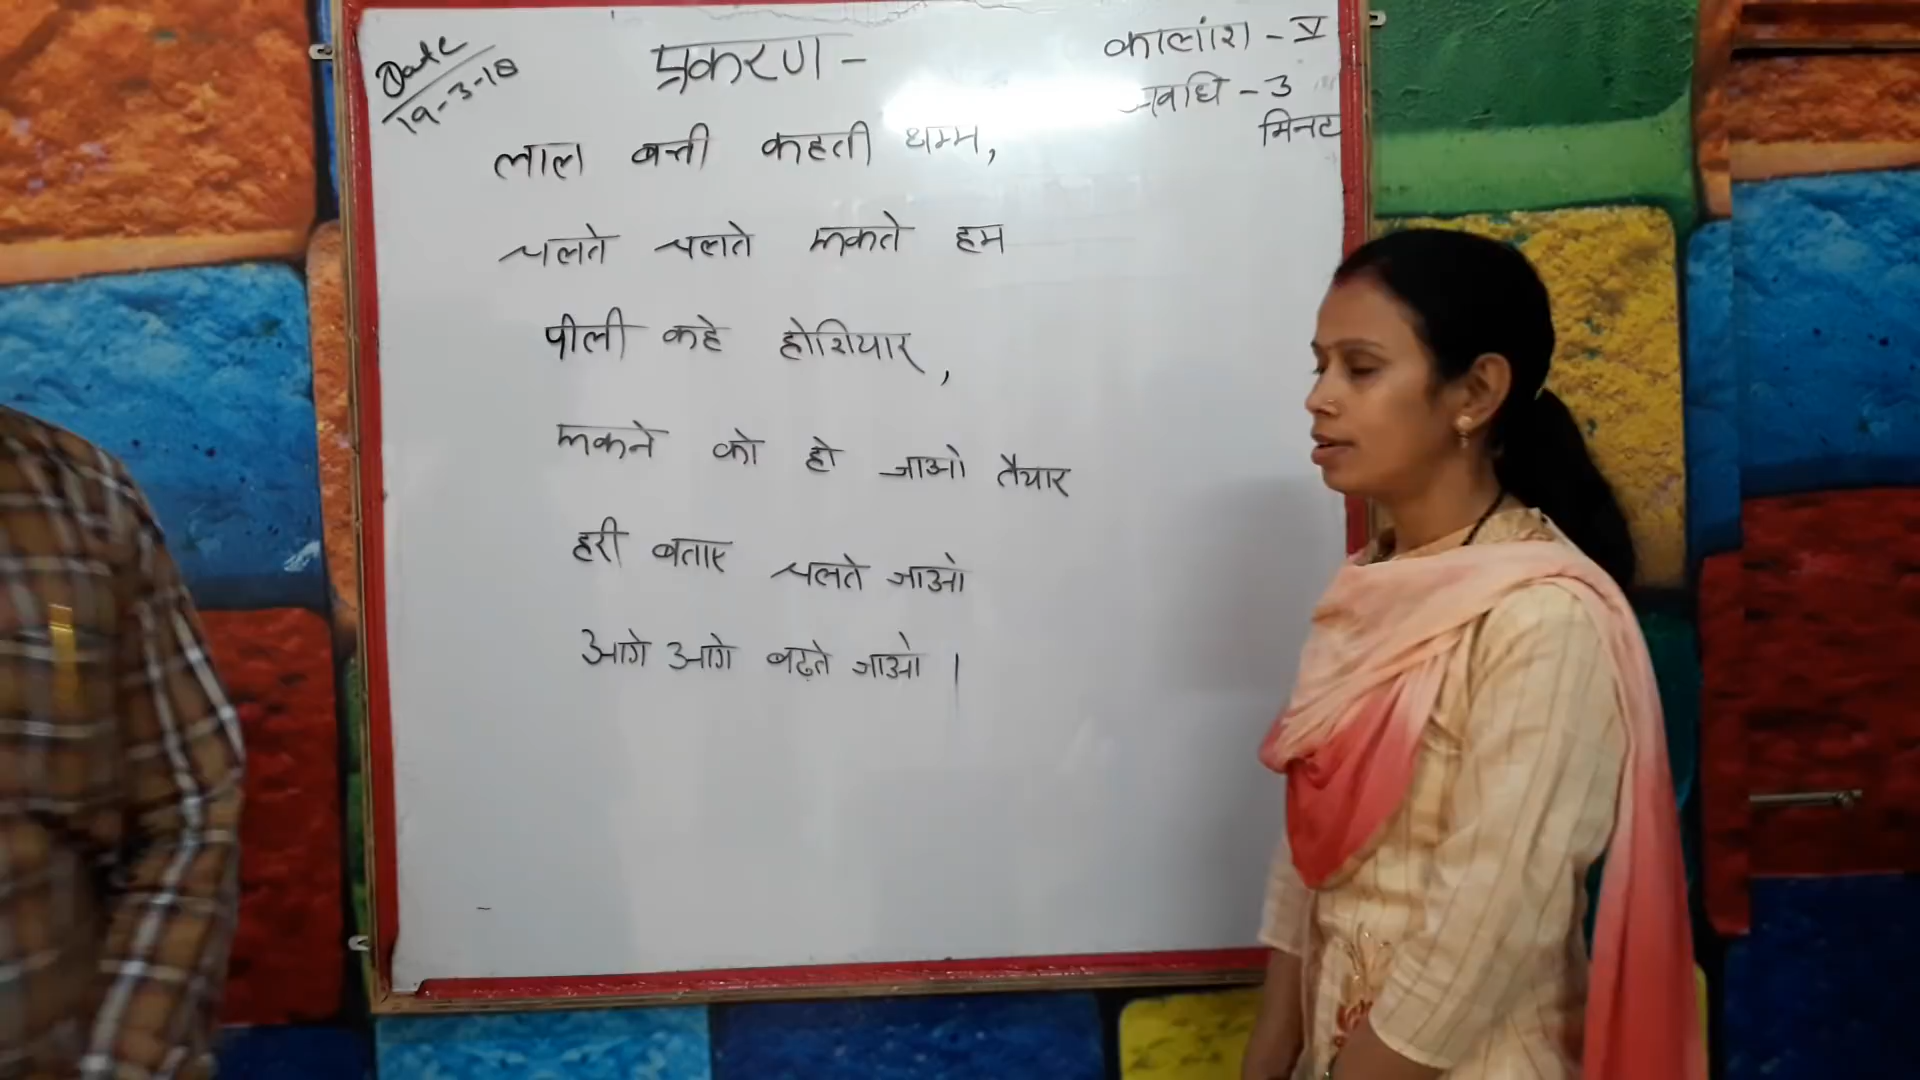 Date
19-3-18
प्रकरण -
कालांश - V
अवधि - 3
मिनट
लाल बत्ती कहती थम्म,
चलते चलते रूकते हम
पीली कहे होशियार,
रूकने को हो जाओ तैयार
हरी बताए चलते जाओ
आगे आगे बढ़ते जाओ ।